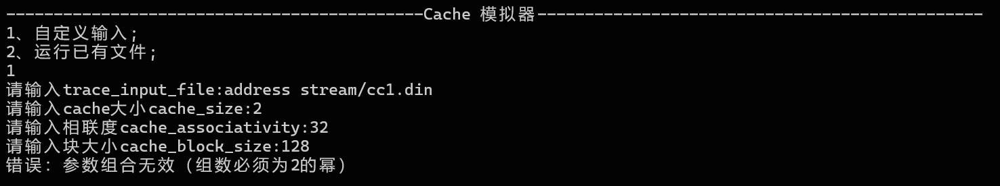 --------------------------------------------Cache 模拟器-----------------------------------------------
1、自定义输入;
2、运行已有文件;
1
请输入trace_input_file:address stream/cc1.din
请输入cache大小cache_size:2
请输入相联度cache_associativity:32
请输入块大小cache_block_size:128
错误: 参数组合无效 (组数必须为2的幂)